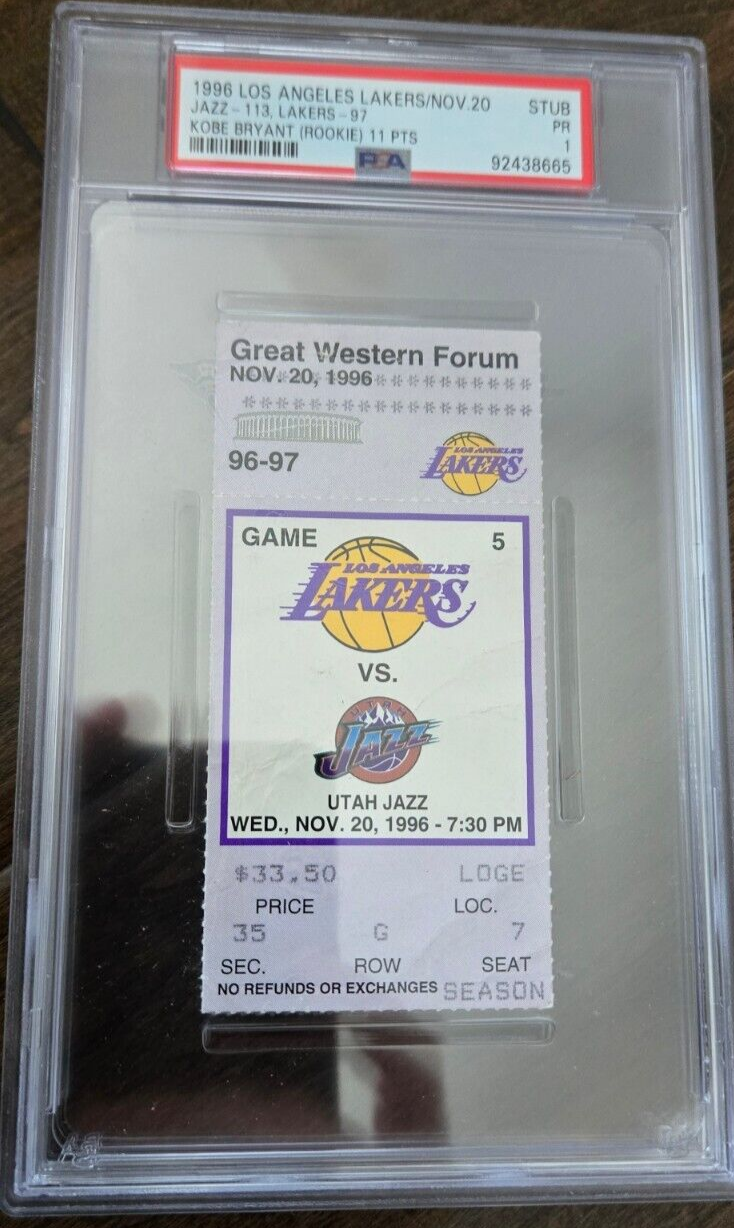 1996 LOS ANGELES LAKERS/NOV.20 STUB
JAZZ - 113, LAKERS - 97 PR
KOBE BRYANT (ROOKIE) 11 PTS 1
PSA 92438665
Great Western Forum
NOV. 20, 1996
96-97 LOS ANGELES LAKERS
GAME 5
LOS ANGELES
LAKERS
VS.
UTAH
JAZZ
UTAH JAZZ
WED., NOV. 20, 1996 - 7:30 PM
$33.50 LOGE
PRICE LOC.
35 G 7
SEC. ROW SEAT
NO REFUNDS OR EXCHANGES SEASON